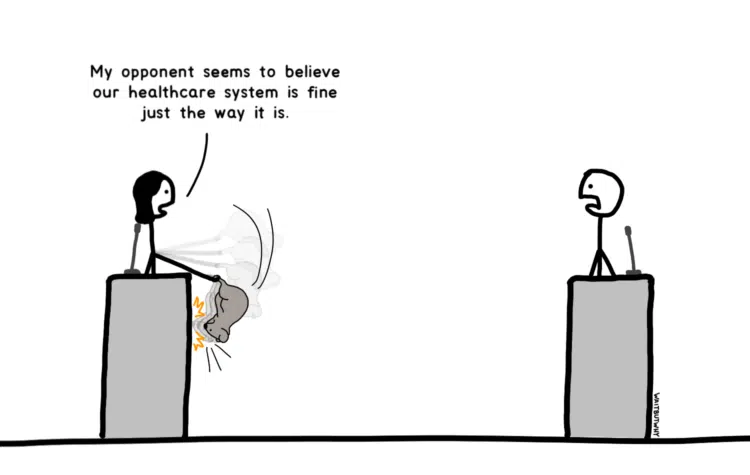 My opponent seems to believe
our healthcare system is fine
just the way it is.
WAITBUTWHY